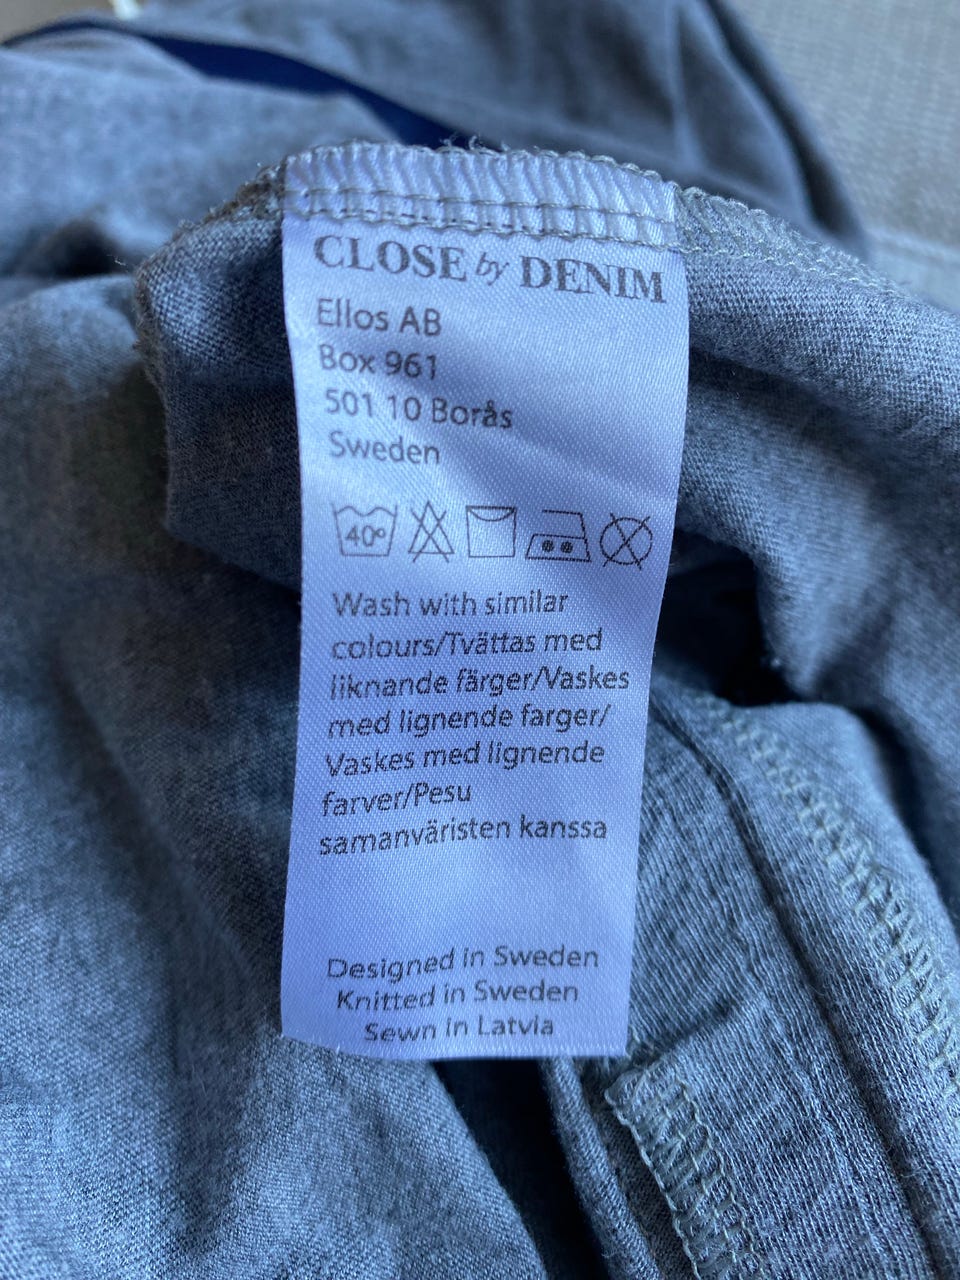 CLOSE by DENIM
Ellos AB
Box 961
501 10 Borås
Sweden
40°
Wash with similar
colours/Tvättas med
liknande färger/Vaskes
med lignende farger/
Vaskes med lignende
farver/Pesu
samanväristen kanssa
Designed in Sweden
Knitted in Sweden
Sewn in Latvia